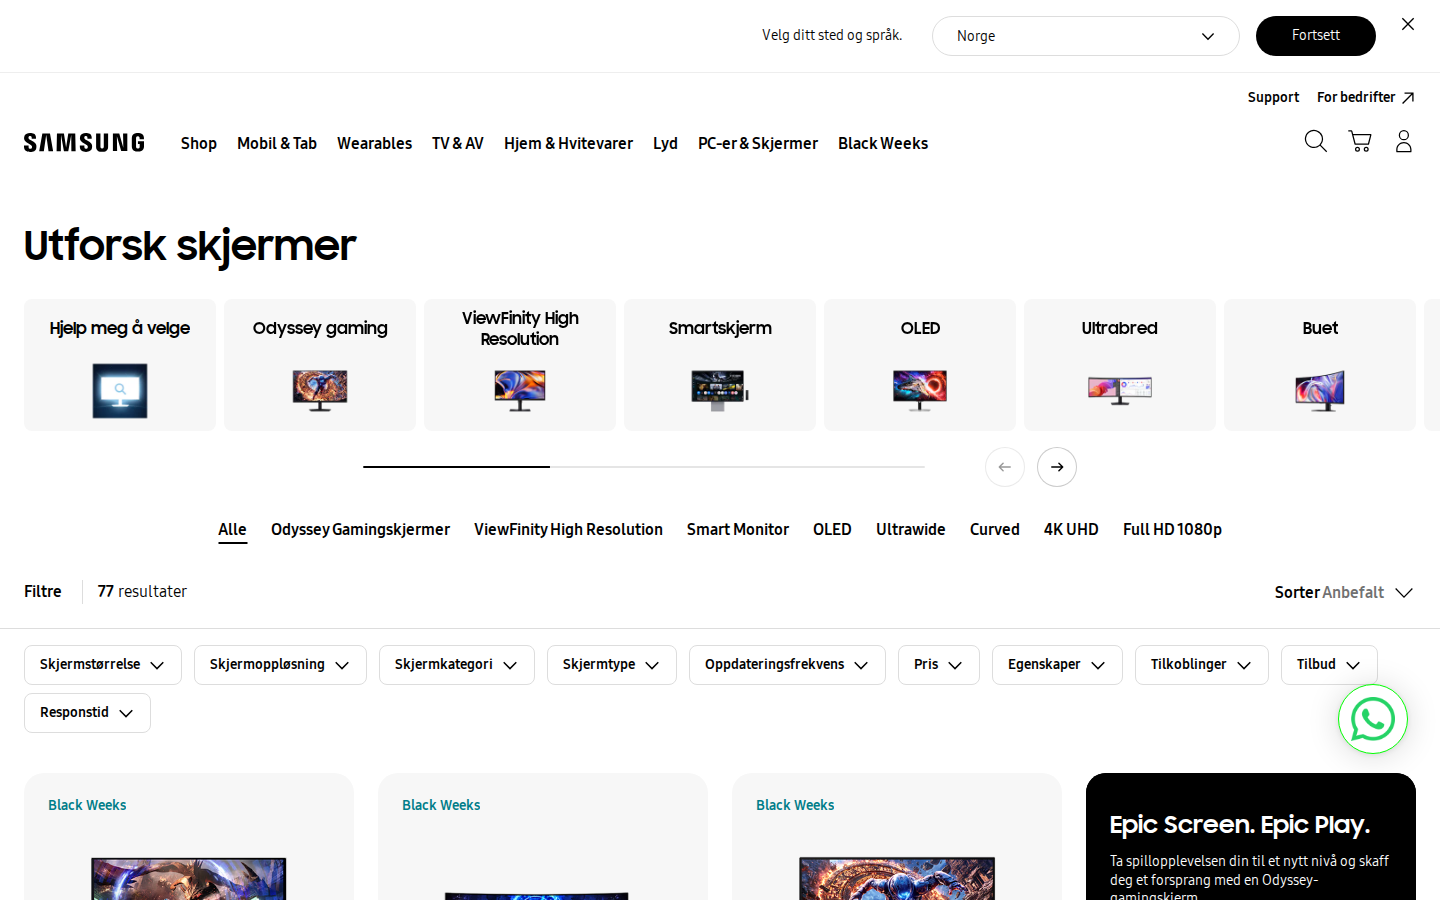 Velg ditt sted og språk.
Norge
Fortsett
Support
For bedrifter
SAMSUNG
Shop
Mobil & Tab
Wearables
TV & AV
Hjem & Hvitevarer
Lyd
PC-er & Skjermer
Black Weeks
Utforsk skjermer
Hjelp meg å velge
Odyssey gaming
ViewFinity High
Resolution
Smartskjerm
OLED
Ultrabred
Buet
Alle
Odyssey Gamingskjermer
ViewFinity High Resolution
Smart Monitor
OLED
Ultrawide
Curved
4K UHD
Full HD 1080p
Filtre
77 resultater
Sorter Anbefalt
Skjermstørrelse
Skjermoppløsning
Skjermkategori
Skjermtype
Oppdateringsfrekvens
Pris
Egenskaper
Tilkoblinger
Tilbud
Responstid
Black Weeks
Black Weeks
Black Weeks
Epic Screen. Epic Play.
Ta spillopplevelsen din til et nytt nivå og skaff
deg et forsprang med en Odyssey-
gamingskjerm